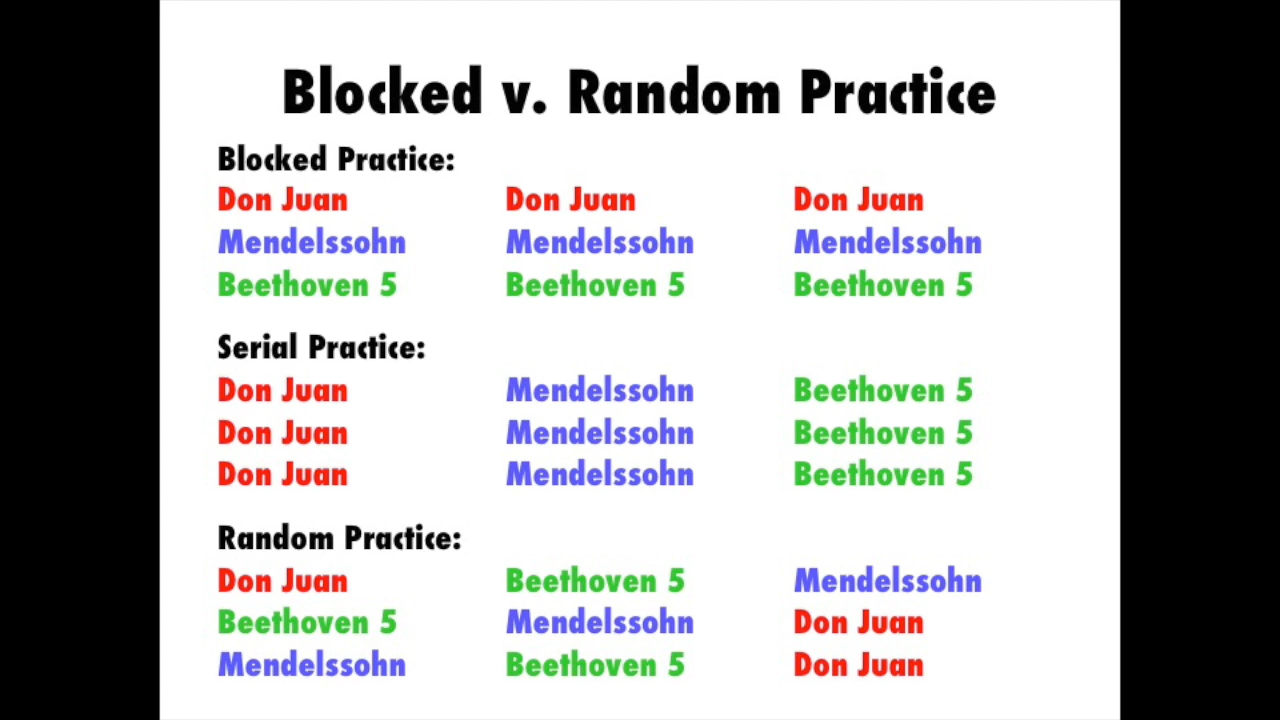 Blocked v. Random Practice
Blocked Practice:
Don Juan Don Juan Don Juan
Mendelssohn Mendelssohn Mendelssohn
Beethoven 5 Beethoven 5 Beethoven 5
Serial Practice:
Don Juan Mendelssohn Beethoven 5
Don Juan Mendelssohn Beethoven 5
Don Juan Mendelssohn Beethoven 5
Random Practice:
Don Juan Beethoven 5 Mendelssohn
Beethoven 5 Mendelssohn Don Juan
Mendelssohn Beethoven 5 Don Juan